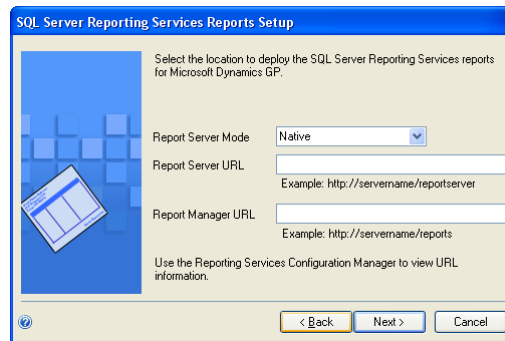 SQL Server Reporting Services Reports Setup
Select the location to deploy the SQL Server Reporting Services reports
for Microsoft Dynamics GP.
Report Server Mode
Native
Report Server URL
Example: http://servername/reportserver
Report Manager URL
Example: http://servername/reports
Use the Reporting Services Configuration Manager to view URL
information.
< Back
Next >
Cancel